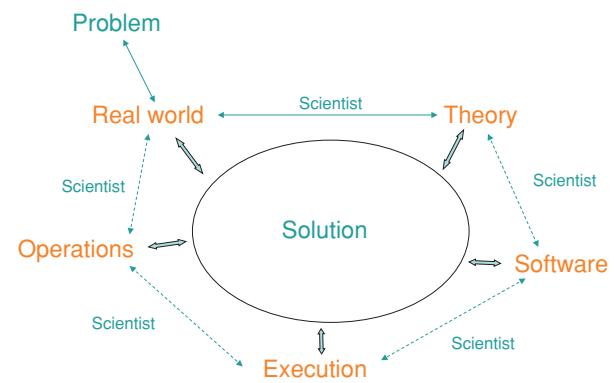 Problem
Real world
Scientist
Theory
Scientist
Scientist
Solution
Operations
Software
Scientist
Scientist
Execution